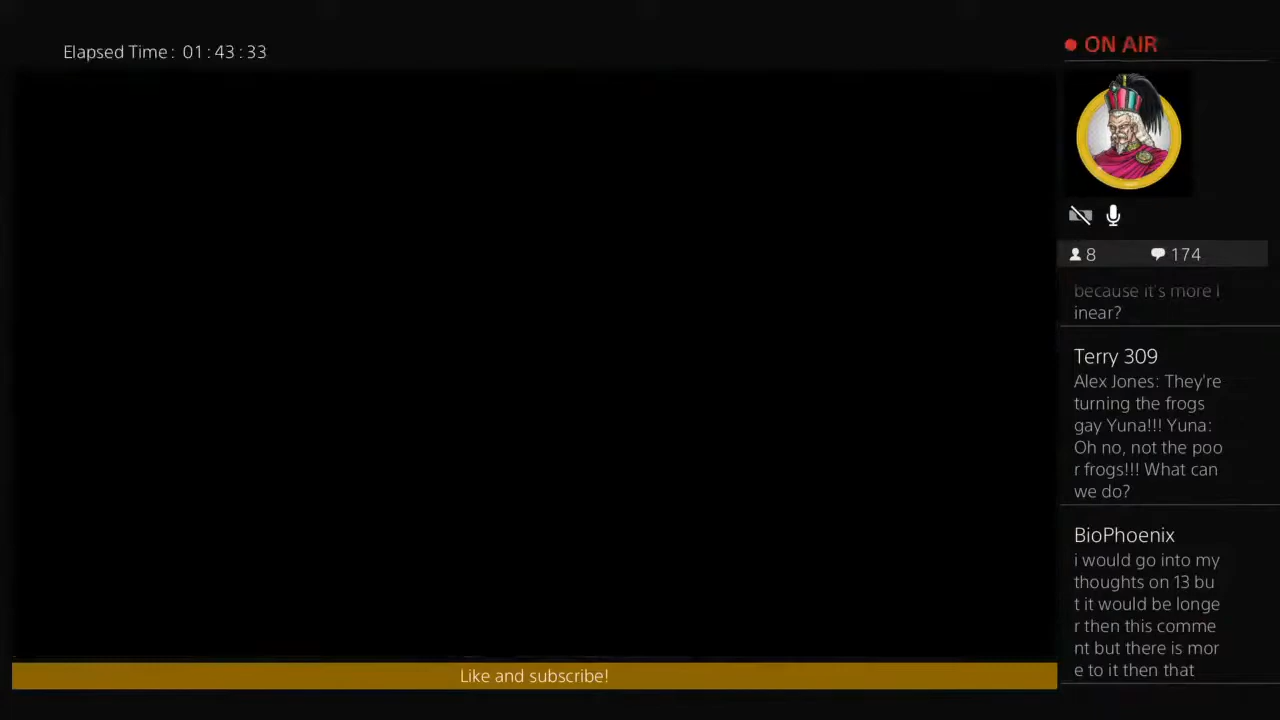 Elapsed Time: 01:43:33
ON AIR
8 174
because it's more l
inear?
Terry 309
Alex Jones: They're
turning the frogs
gay Yuna!!! Yuna:
Oh no, not the poo
r frogs!!! What can
we do?
BioPhoenix
i would go into my
thoughts on 13 bu
t it would be longe
r then this comme
nt but there is mor
e to it then that
Like and subscribe!